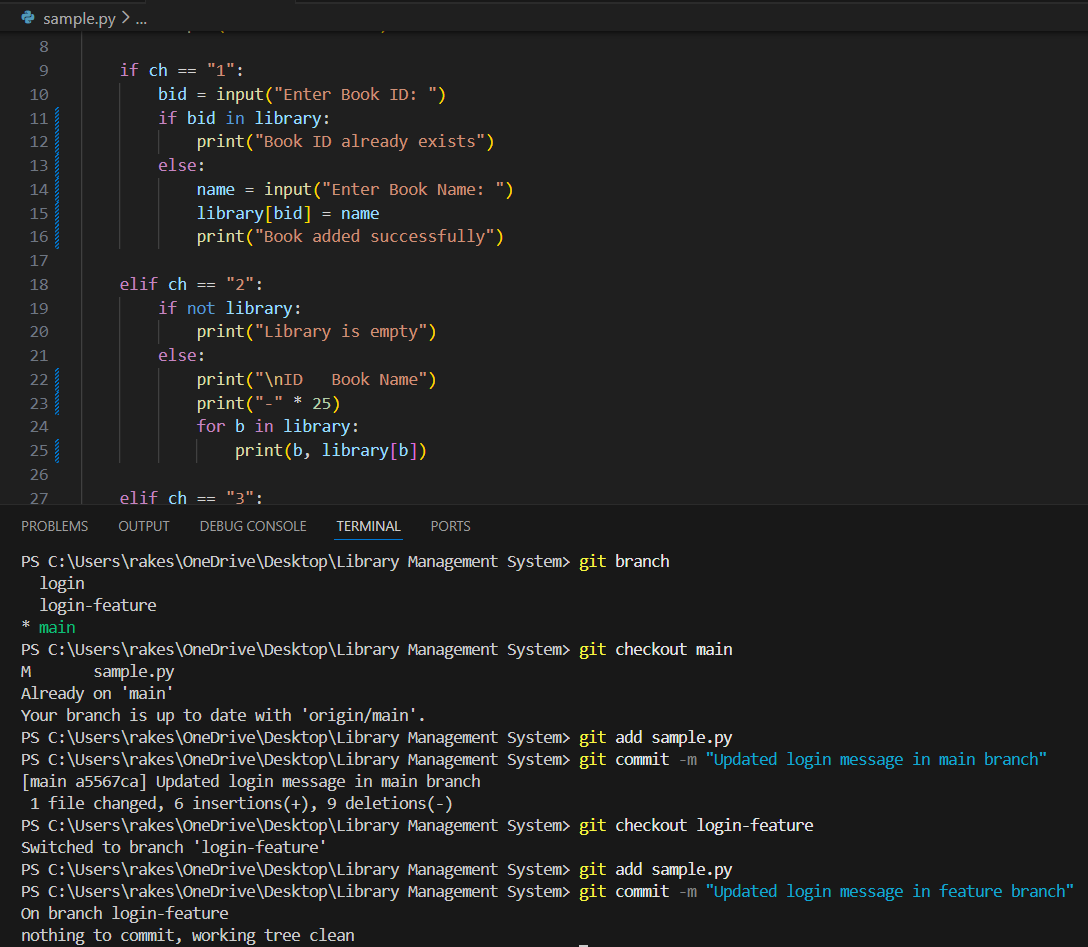 sample.py > ...
8
9 if ch == "1":
10 bid = input("Enter Book ID: ")
11 if bid in library:
12 print("Book ID already exists")
13 else:
14 name = input("Enter Book Name: ")
15 library[bid] = name
16 print("Book added successfully")
17
18 elif ch == "2":
19 if not library:
20 print("Library is empty")
21 else:
22 print("\nID   Book Name")
23 print("-" * 25)
24 for b in library:
25 print(b, library[b])
26
27 elif ch == "3":
PROBLEMS OUTPUT DEBUG CONSOLE TERMINAL PORTS
PS C:\Users\rakes\OneDrive\Desktop\Library Management System> git branch
login
login-feature
* main
PS C:\Users\rakes\OneDrive\Desktop\Library Management System> git checkout main
M       sample.py
Already on 'main'
Your branch is up to date with 'origin/main'.
PS C:\Users\rakes\OneDrive\Desktop\Library Management System> git add sample.py
PS C:\Users\rakes\OneDrive\Desktop\Library Management System> git commit -m "Updated login message in main branch"
[main a5567ca] Updated login message in main branch
1 file changed, 6 insertions(+), 9 deletions(-)
PS C:\Users\rakes\OneDrive\Desktop\Library Management System> git checkout login-feature
Switched to branch 'login-feature'
PS C:\Users\rakes\OneDrive\Desktop\Library Management System> git add sample.py
PS C:\Users\rakes\OneDrive\Desktop\Library Management System> git commit -m "Updated login message in feature branch"
On branch login-feature
nothing to commit, working tree clean